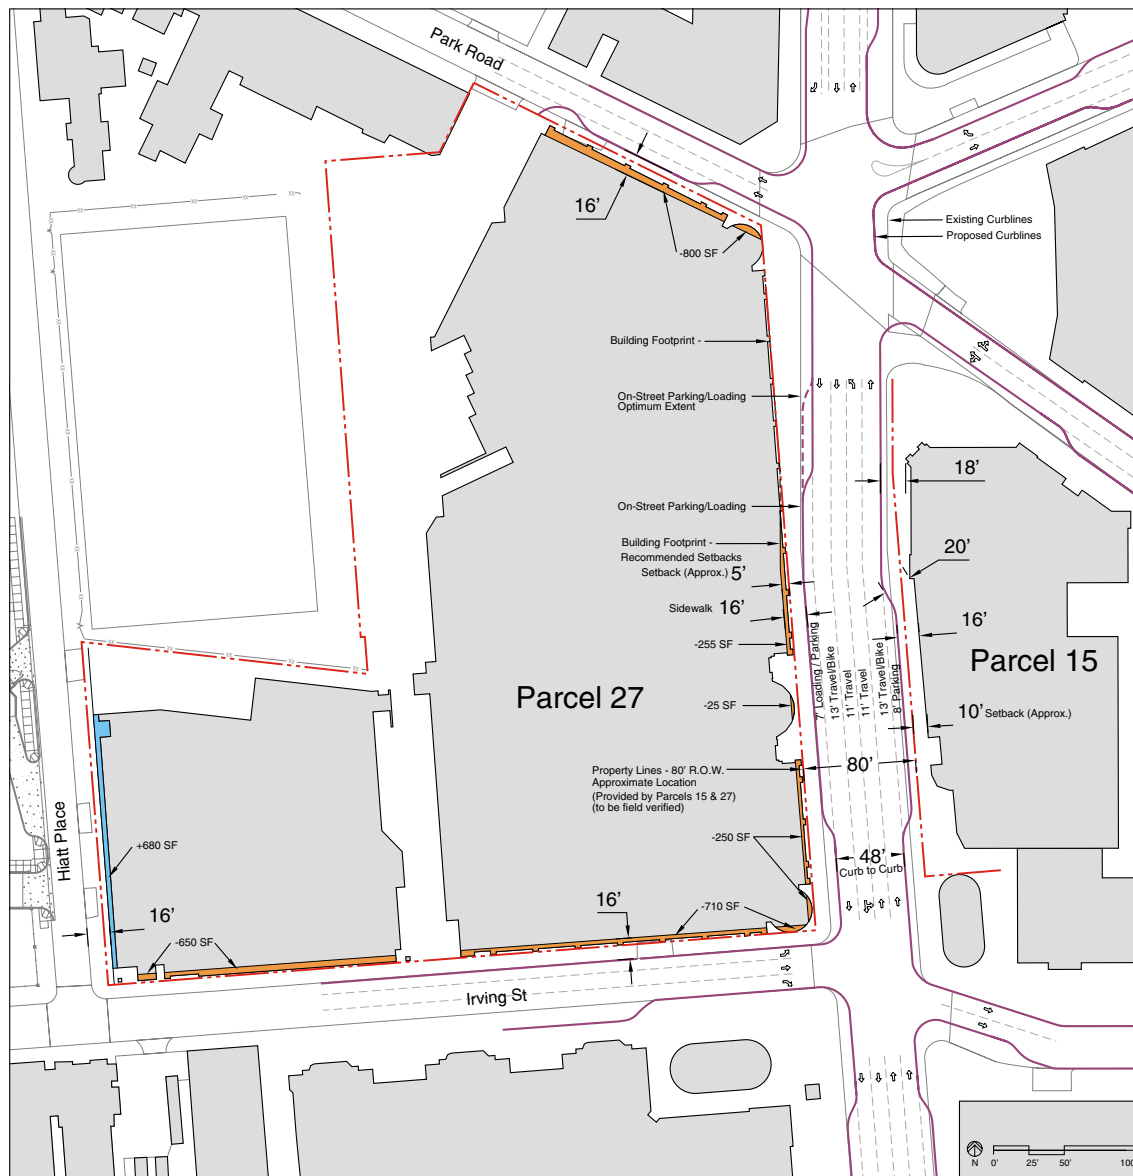 Park Road
16'
-800 SF
Existing Curblines
Proposed Curblines
Building Footprint -
On-Street Parking/Loading
Optimum Extent
18'
On-Street Parking/Loading
Building Footprint -
Recommended Setbacks
Setback (Approx.) 5'
20'
Sidewalk 16'
16'
-255 SF
Parcel 15
Parcel 27
-25 SF
7' Loading / Parking
13' Travel/Bike
11' Travel
11' Travel
13' Travel/Bike
8' Parking
10' Setback (Approx.)
80'
Property Lines - 80' R.O.W.
Approximate Location
(Provided by Parcels 15 & 27)
(to be field verified)
Hiatt Place
+680 SF
-250 SF
48'
Curb to Curb
16'
-650 SF
16'
-710 SF
Irving St
N
0'
25'
50'
100'